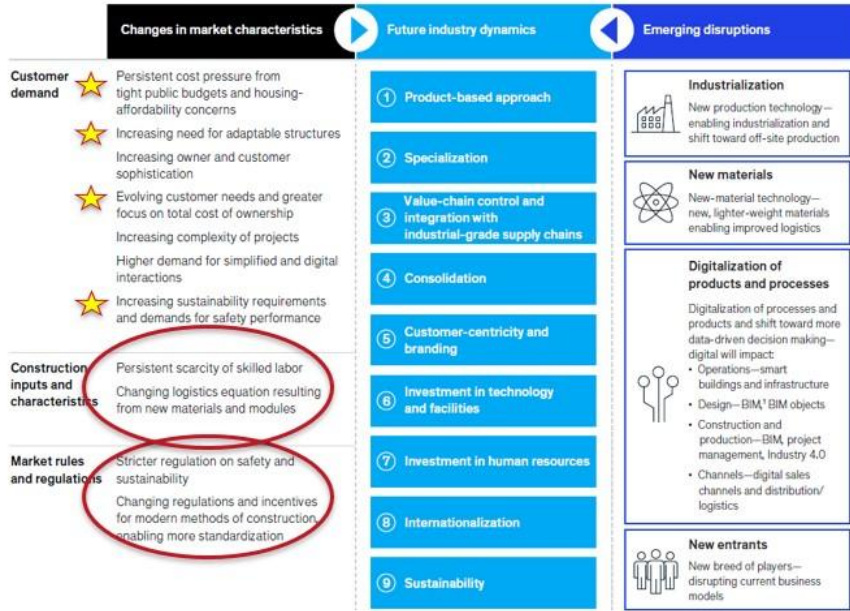 Changes in market characteristics
Future industry dynamics
Emerging disruptions
Customer
demand
Persistent cost pressure from
tight public budgets and housing-
affordability concerns
Increasing need for adaptable structures
Increasing owner and customer
sophistication
Evolving customer needs and greater
focus on total cost of ownership
Increasing complexity of projects
Higher demand for simplified and digital
interactions
Increasing sustainability requirements
and demands for safety performance
Construction
inputs and
characteristics
Persistent scarcity of skilled labor
Changing logistics equation resulting
from new materials and modules
Market rules
and regulations
Stricter regulation on safety and
sustainability
Changing regulations and incentives
for modern methods of construction,
enabling more standardization
1 Product-based approach
2 Specialization
3 Value-chain control and
integration with
industrial-grade supply chains
4 Consolidation
5 Customer-centricity and
branding
6 Investment in technology
and facilities
7 Investment in human resources
8 Internationalization
9 Sustainability
Industrialization
New production technology—
enabling industrialization and
shift toward off-site production
New materials
New-material technology—
new, lighter-weight materials
enabling improved logistics
Digitalization of
products and processes
Digitalization of processes and
products and shift toward more
data-driven decision making—
digital will impact:
• Operations—smart
buildings and infrastructure
• Design—BIM,¹ BIM objects
• Construction and
production—BIM, project
management, Industry 4.0
• Channels—digital sales
channels and distribution/
logistics
New entrants
New breed of players—
disrupting current business
models